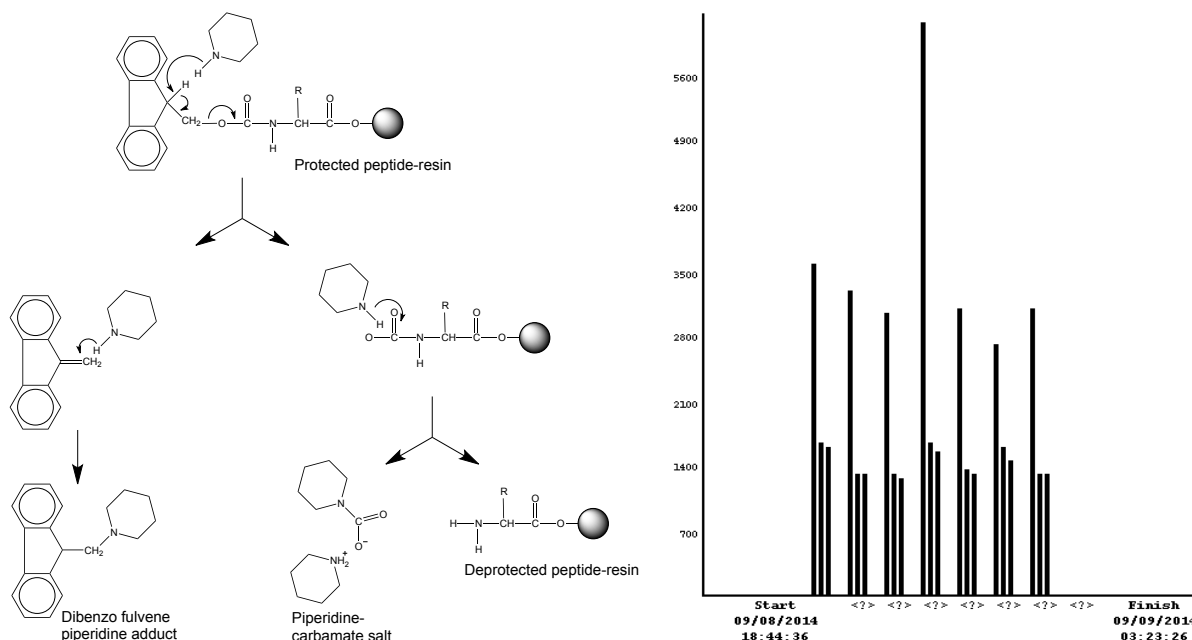 N
H
H
CH₂
O
C
O
N
H
CH
R
C
O
O
Protected peptide-resin
N
H
CH₂
N
H
O
C
O
N
H
CH
R
C
O
O
N
CH₂
Dibenzo fulvene
piperidine adduct
N
C
O
O⁻
NH₂
+
Piperidine-
carbamate salt
H
N
H
CH
R
C
O
O
Deprotected peptide-resin
5600
4900
4200
3500
2800
2100
1400
700
Start <?> <?> <?> <?> <?> <?> <?> Finish
09/08/2014 09/09/2014
18:44:36 03:23:26